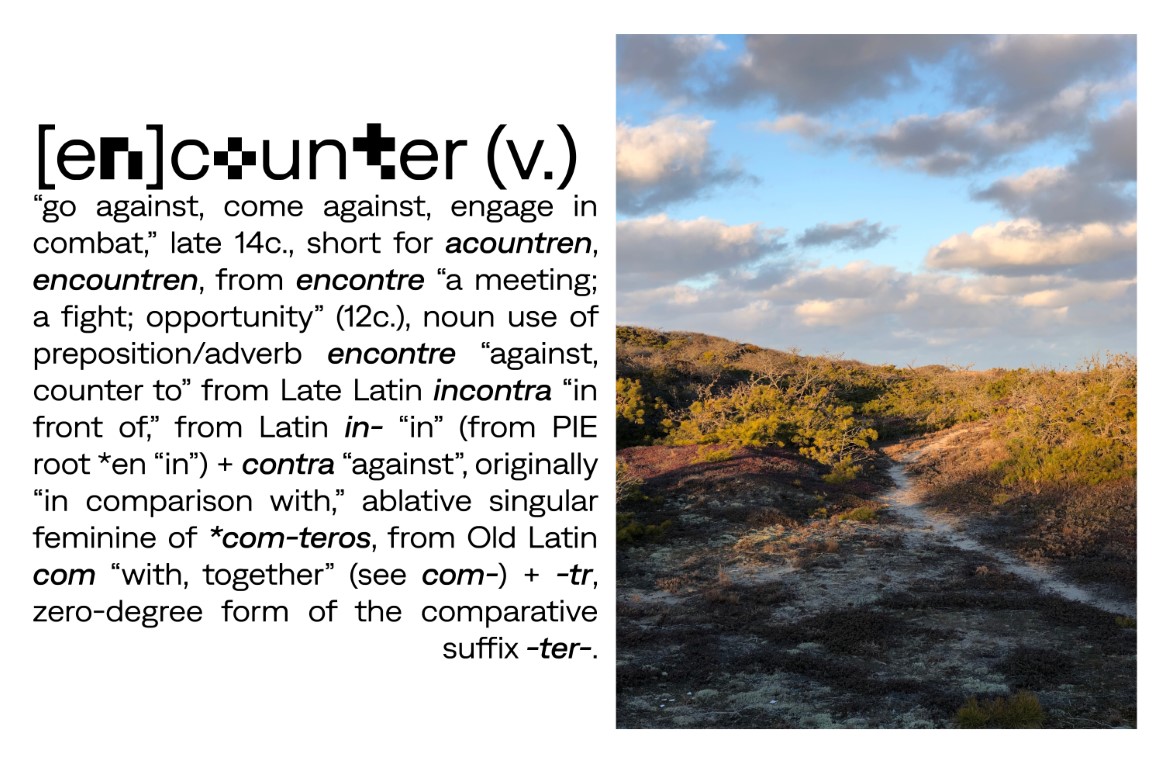 [en]counter (v.)
“go against, come against, engage in
combat,” late 14c., short for acountren,
encountren, from encontre “a meeting;
a fight; opportunity” (12c.), noun use of
preposition/adverb encontre “against,
counter to” from Late Latin incontra “in
front of,” from Latin in- “in” (from PIE
root *en “in”) + contra “against”, originally
“in comparison with,” ablative singular
feminine of *com-teros, from Old Latin
com “with, together” (see com-) + -tr,
zero-degree form of the comparative
suffix -ter-.